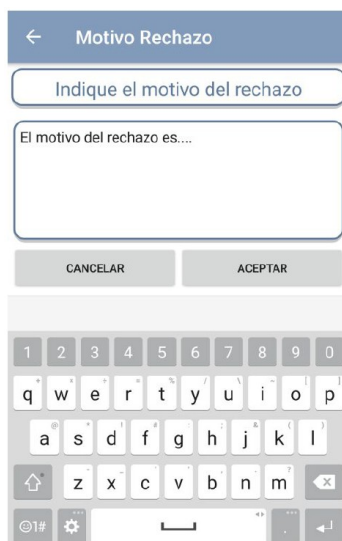 Motivo Rechazo
Indique el motivo del rechazo
El motivo del rechazo es....
CANCELAR ACEPTAR
1 2 3 4 5 6 7 8 9 0
q w e r t y u i o p
a s d f g h j k l
z x c v b n m
☺1# .